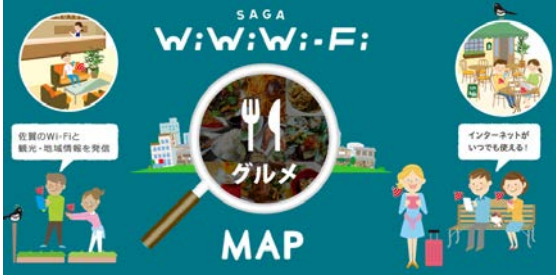 SAGA
WiWiWi-Fi
佐賀のWi-Fiと
観光・地域情報を発信
インターネットが
いつでも使える！
グルメ
MAP